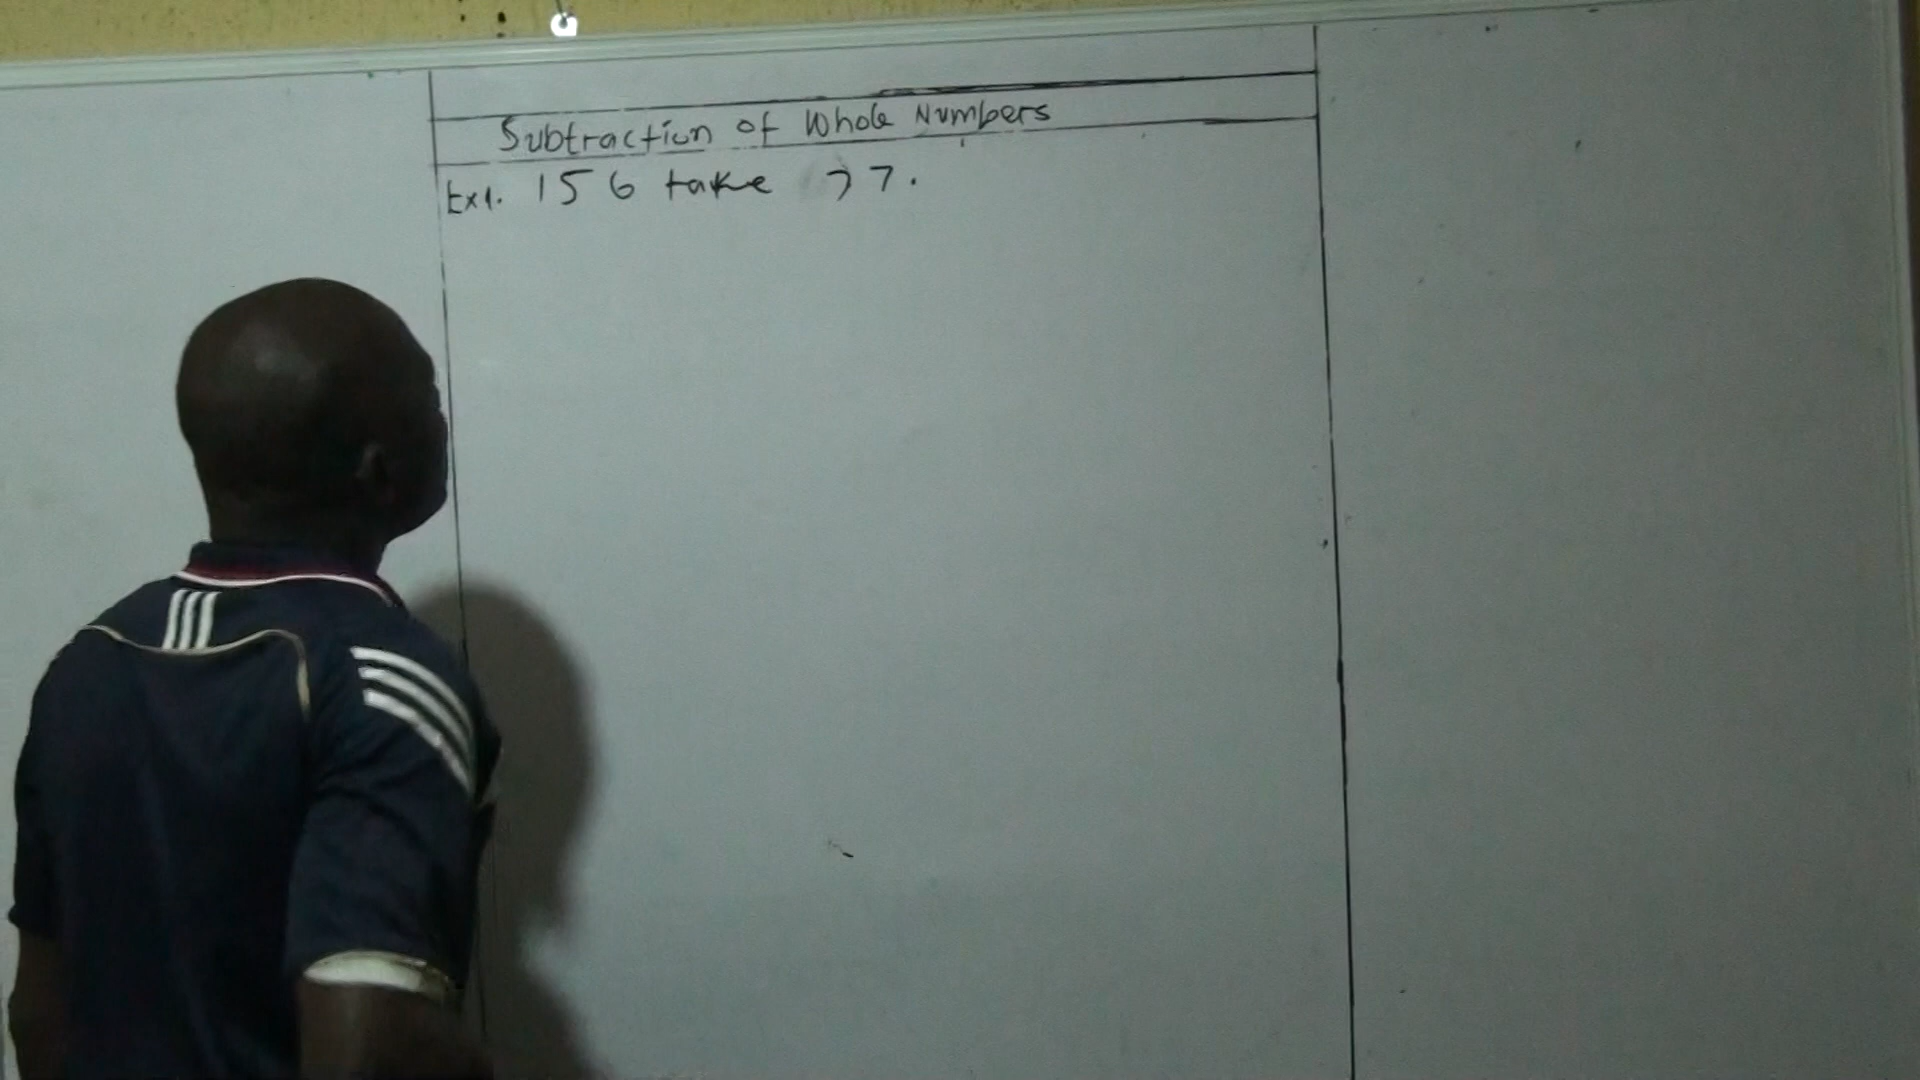 Subtraction of Whole Numbers
Ex1. 156 take 77.